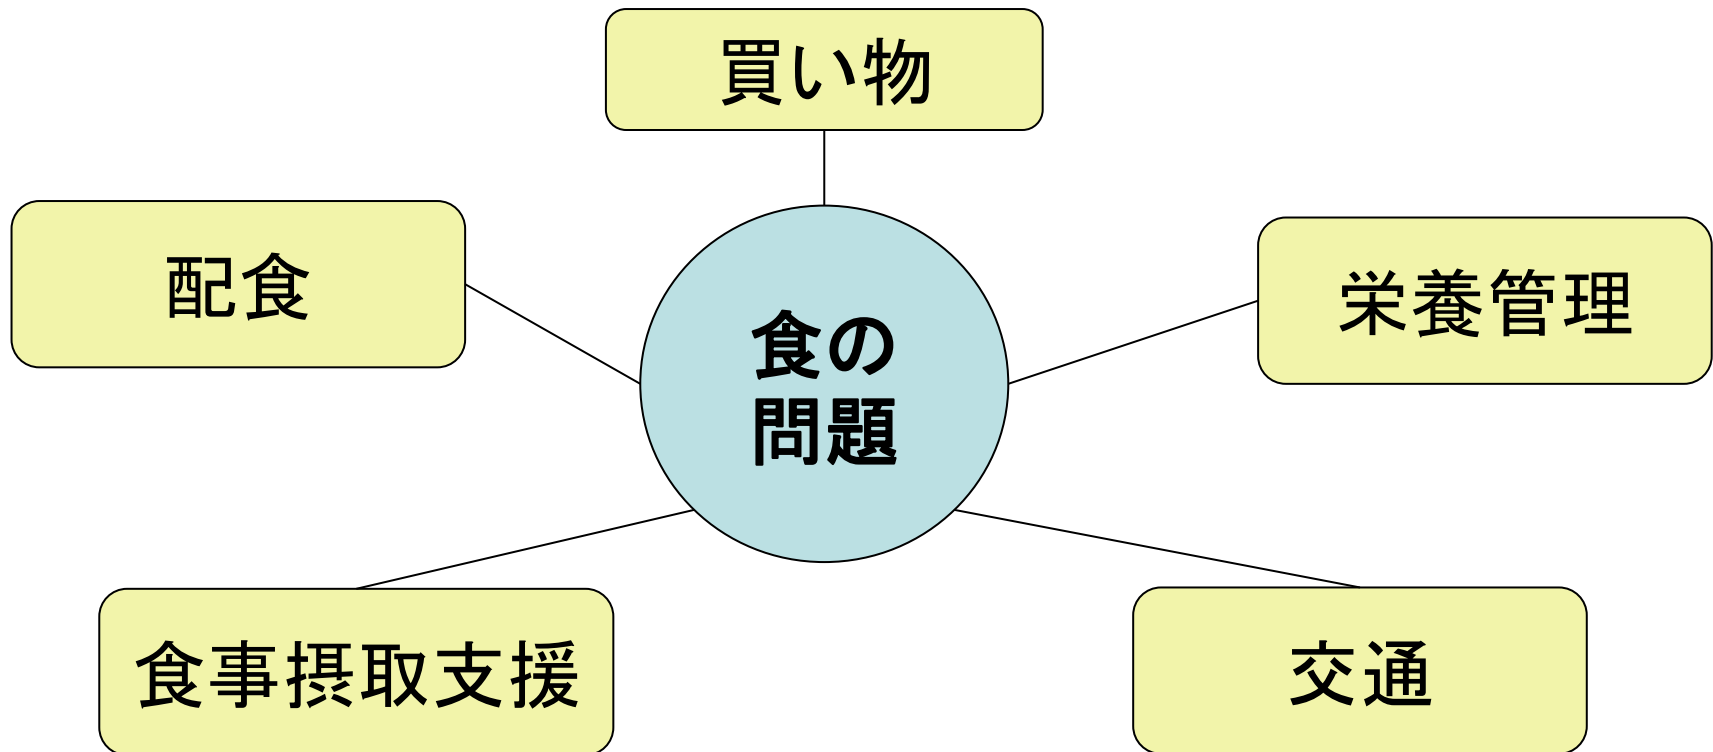 買い物
配食
栄養管理
食の
問題
食事摂取支援
交通